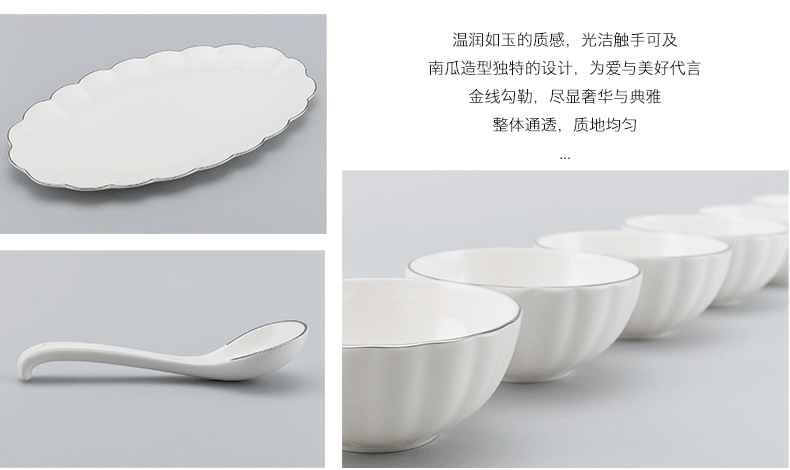 温润如玉的质感，光洁触手可及
南瓜造型独特的设计，为爱与美好代言
金线勾勒，尽显奢华与典雅
整体通透，质地均匀
...